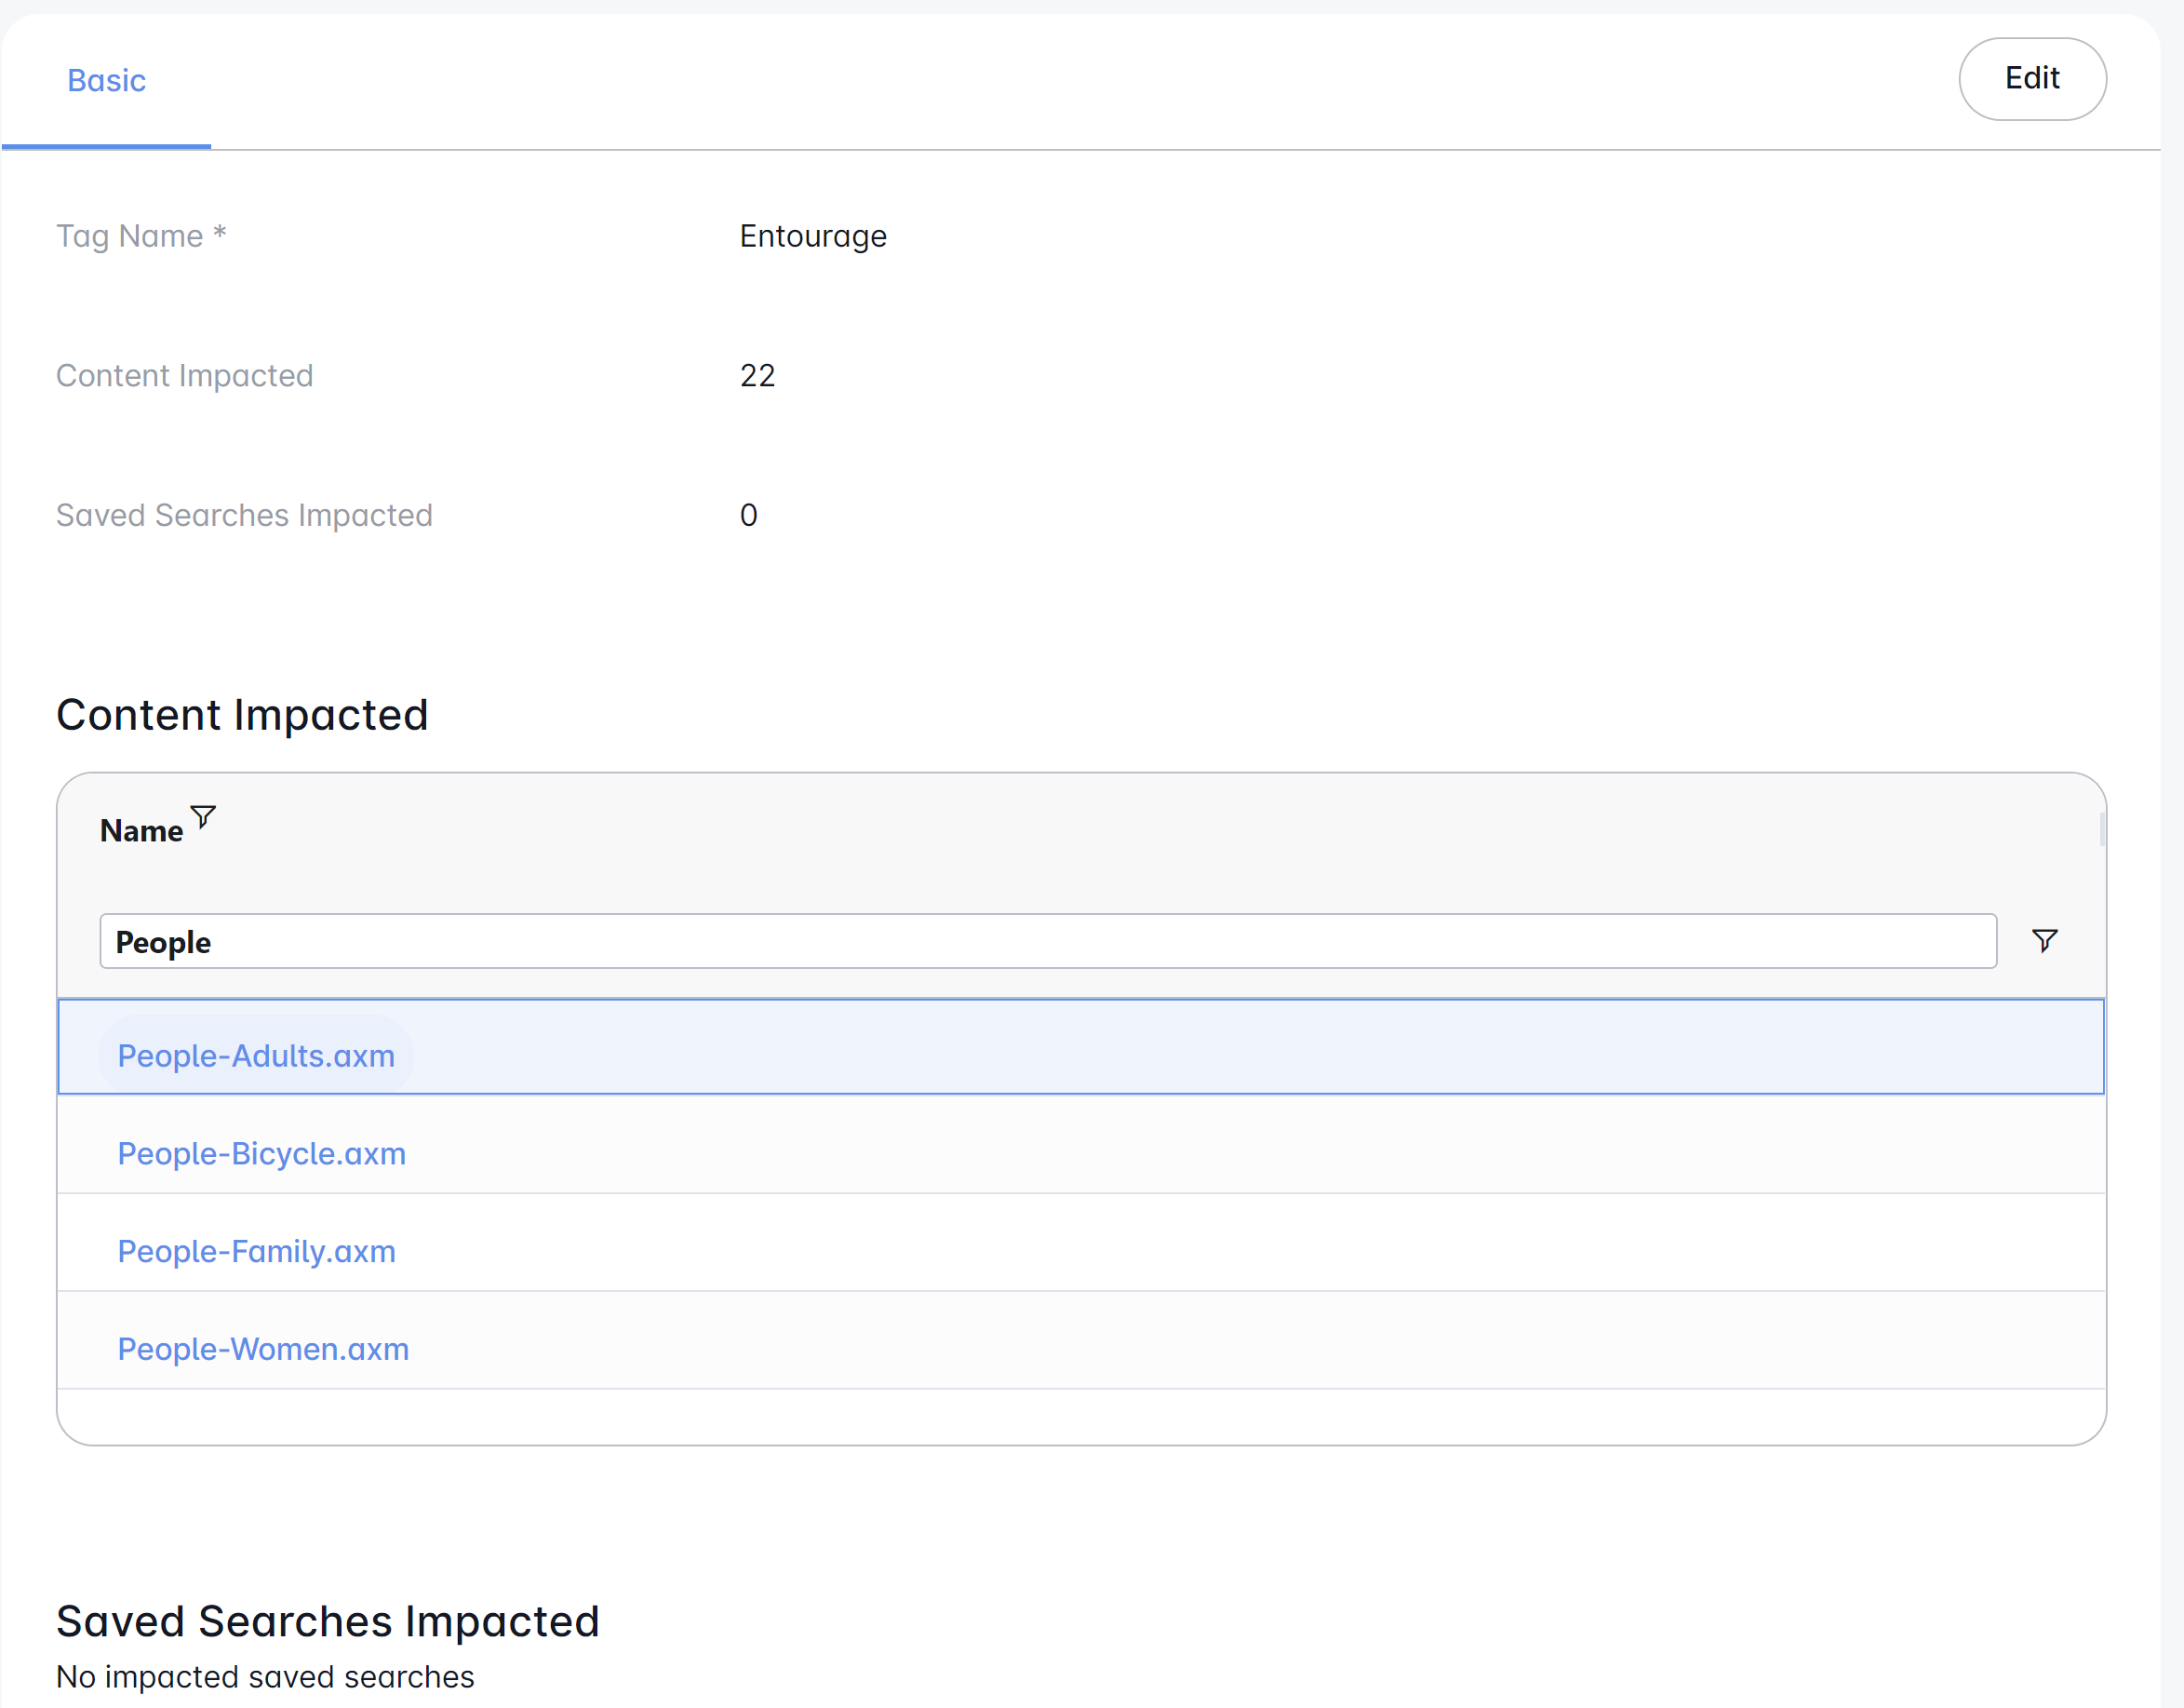 Basic
Edit
Tag Name *
Entourage
Content Impacted
22
Saved Searches Impacted
0
Content Impacted
Name
People
People-Adults.axm
People-Bicycle.axm
People-Family.axm
People-Women.axm
Saved Searches Impacted
No impacted saved searches